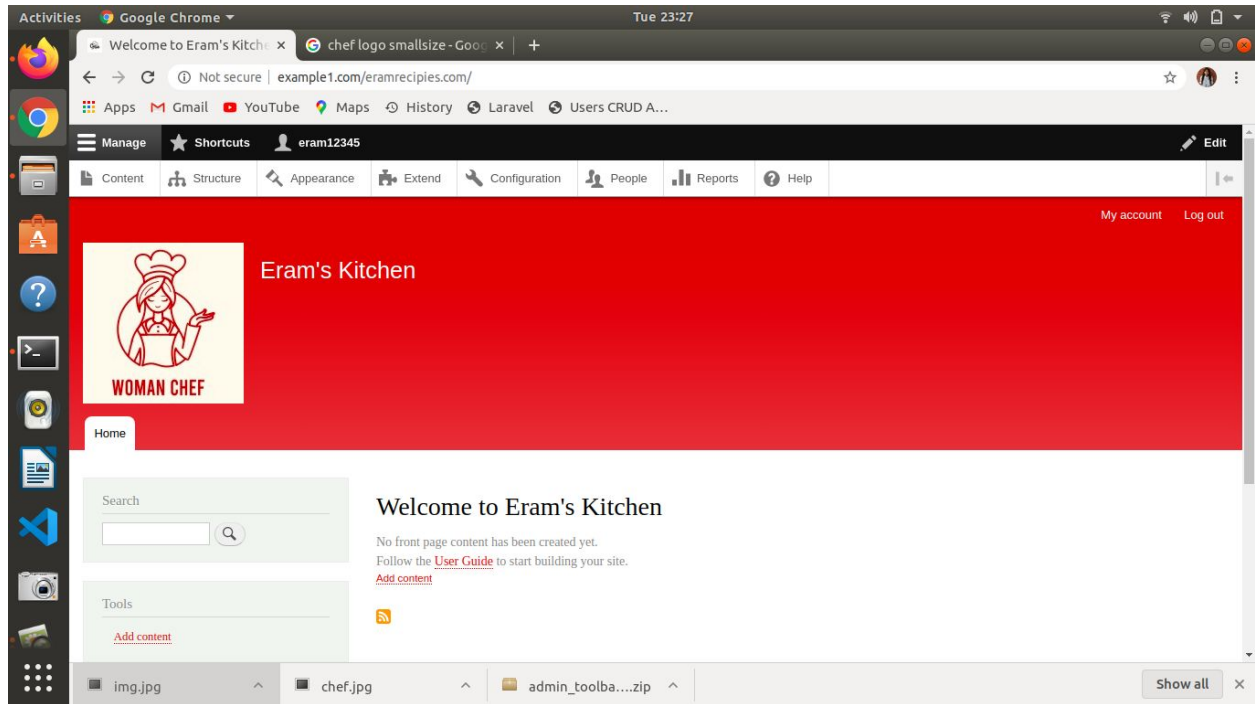 Activities Google Chrome Tue 23:27
Welcome to Eram's Kitche chef logo smallsize - Goog
Not secure | example1.com/eramrecipies.com/
Apps Gmail YouTube Maps History Laravel Users CRUD A...
Manage Shortcuts eram12345 Edit
Content Structure Appearance Extend Configuration People Reports Help
My account Log out
Eram's Kitchen
WOMAN CHEF
Home
Search
Welcome to Eram's Kitchen
No front page content has been created yet.
Follow the User Guide to start building your site.
Add content
Tools
Add content
img.jpg chef.jpg admin_toolba....zip Show all